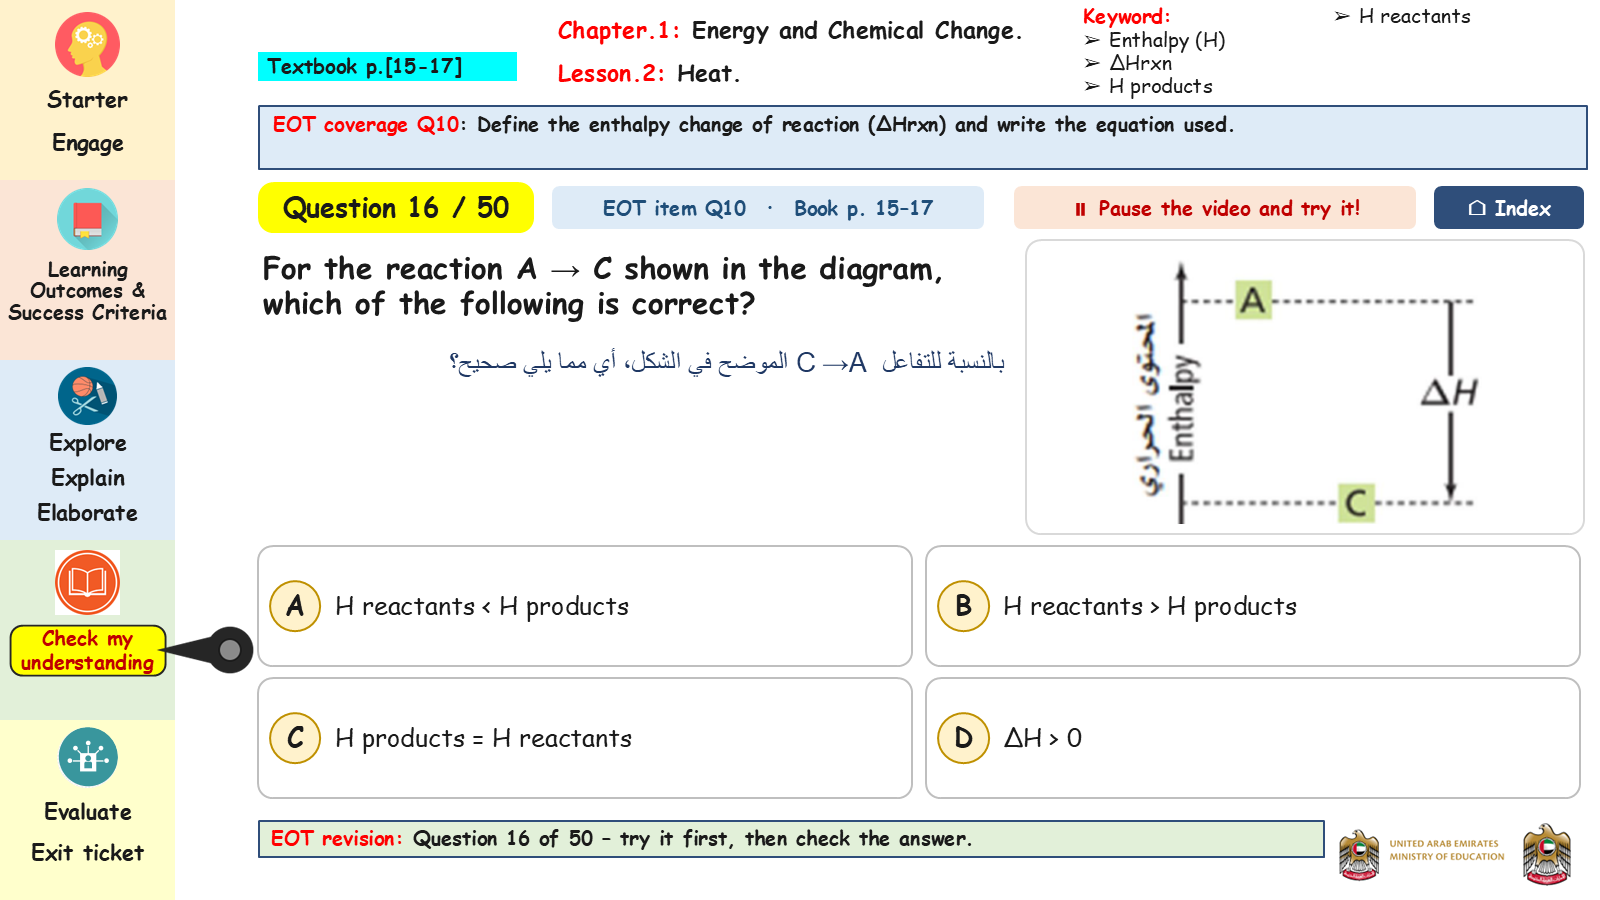 Starter
Engage
Learning
Outcomes &
Success Criteria
Explore
Explain
Elaborate
Check my
understanding
Evaluate
Exit ticket
Textbook p.[15-17]
Chapter.1: Energy and Chemical Change.
Lesson.2: Heat.
Keyword:
➢ Enthalpy (H)
➢ ΔHrxn
➢ H products
➢ H reactants
EOT coverage Q10: Define the enthalpy change of reaction (ΔHrxn) and write the equation used.
Question 16 / 50
EOT item Q10 · Book p. 15–17
⏸ Pause the video and try it!
⌂ Index
For the reaction A → C shown in the diagram,
which of the following is correct?
بالنسبة للتفاعل C →A الموضح في الشكل، أي مما يلي صحيح؟
المحتوى الحراري
Enthalpy
A
ΔH
C
A H reactants < H products
B H reactants > H products
C H products = H reactants
D ΔH > 0
EOT revision: Question 16 of 50 – try it first, then check the answer.
UNITED ARAB EMIRATES
MINISTRY OF EDUCATION